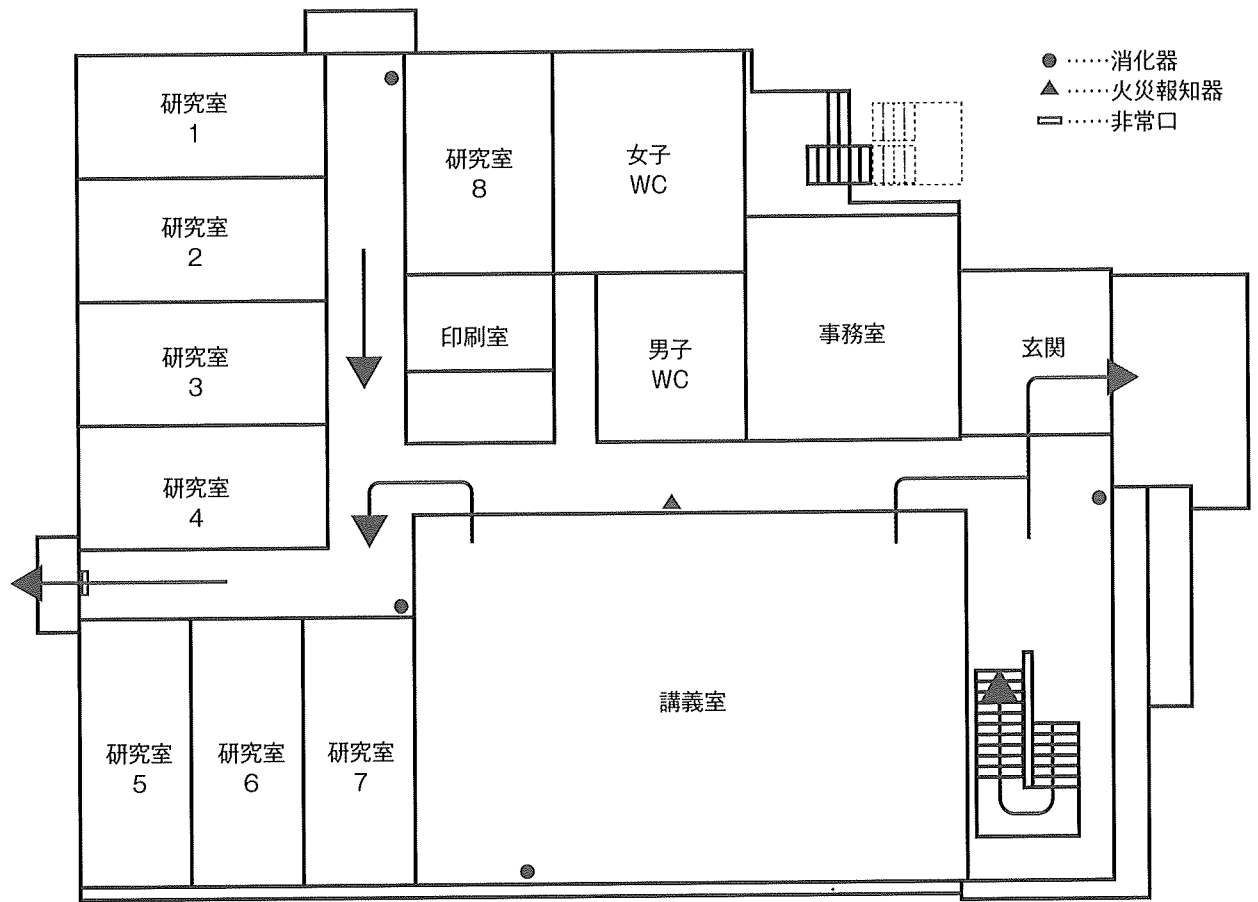 ● ……消化器
▲ ……火災報知器
▭ ……非常口
研究室
1
研究室
2
研究室
3
研究室
4
研究室
8
女子
WC
印刷室
男子
WC
事務室
玄関
研究室
5
研究室
6
研究室
7
講義室